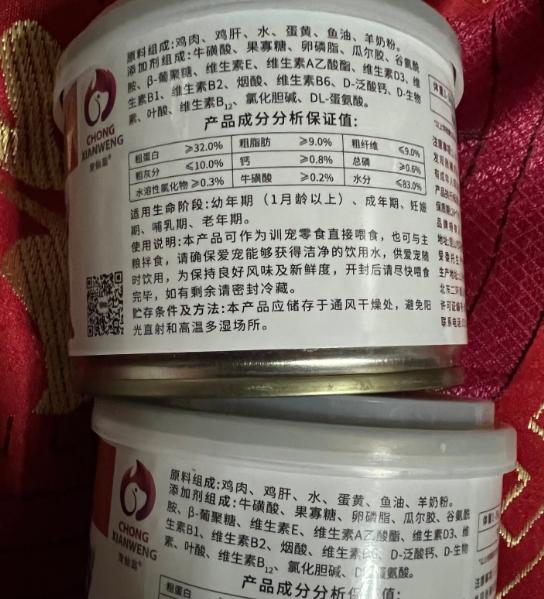 原料组成:鸡肉、鸡肝、水、蛋黄、鱼油、羊奶粉。
添加剂组成:牛磺酸、果寡糖、卵磷脂、瓜尔胶、谷氨酰
胺、β-葡聚糖、维生素E、维生素A乙酸酯、维生素D3、维
生素B1、维生素B2、烟酸、维生素B6、D-泛酸钙、D-生物
素、叶酸、维生素B12、氯化胆碱、DL-蛋氨酸。
CHONG
XIANWENG
宠仙翁®
产品成分分析保证值:
粗蛋白 ≥32.0% 粗脂肪 ≥9.0% 粗纤维 ≤9.0%
粗灰分 ≤10.0% 钙 ≥0.8% 总磷 ≥0.6%
水溶性氯化物 ≥0.3% 牛磺酸 ≥0.2% 水分 ≤83.0%
适用生命阶段:幼年期（1月龄以上）、成年期、妊娠
期、哺乳期、老年期。
使用说明:本产品可作为训宠零食直接喂食，也可与主
粮拌食，请确保爱宠能够获得洁净的饮用水，供爱宠随
时饮用，为保持良好风味及新鲜度，开封后请尽快喂食
完毕，如有剩余请密封冷藏。
贮存条件及方法:本产品应储存于通风干燥处，避免阳
光直射和高温多湿场所。
原料组成:鸡肉、鸡肝、水、蛋黄、鱼油、羊奶粉。
添加剂组成:牛磺酸、果寡糖、卵磷脂、瓜尔胶、谷氨酰
胺、β-葡聚糖、维生素E、维生素A乙酸酯、维生素D3、维
生素B1、维生素B2、烟酸、维生素B6、D-泛酸钙、D-生物
素、叶酸、维生素B12、氯化胆碱、DL-蛋氨酸。
CHONG
XIANWENG
宠仙翁®
产品成分分析保证值:
粗蛋白